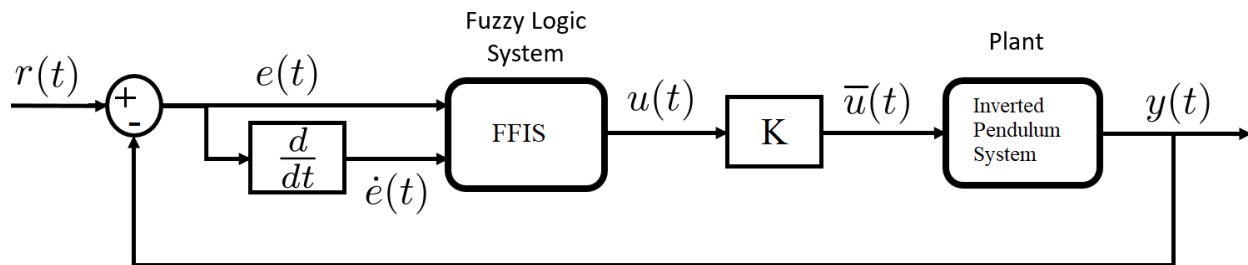 Fuzzy Logic
System
Plant
r(t)
+
-
e(t)
d
dt
ė(t)
FFIS
u(t)
K
u̅(t)
Inverted
Pendulum
System
y(t)